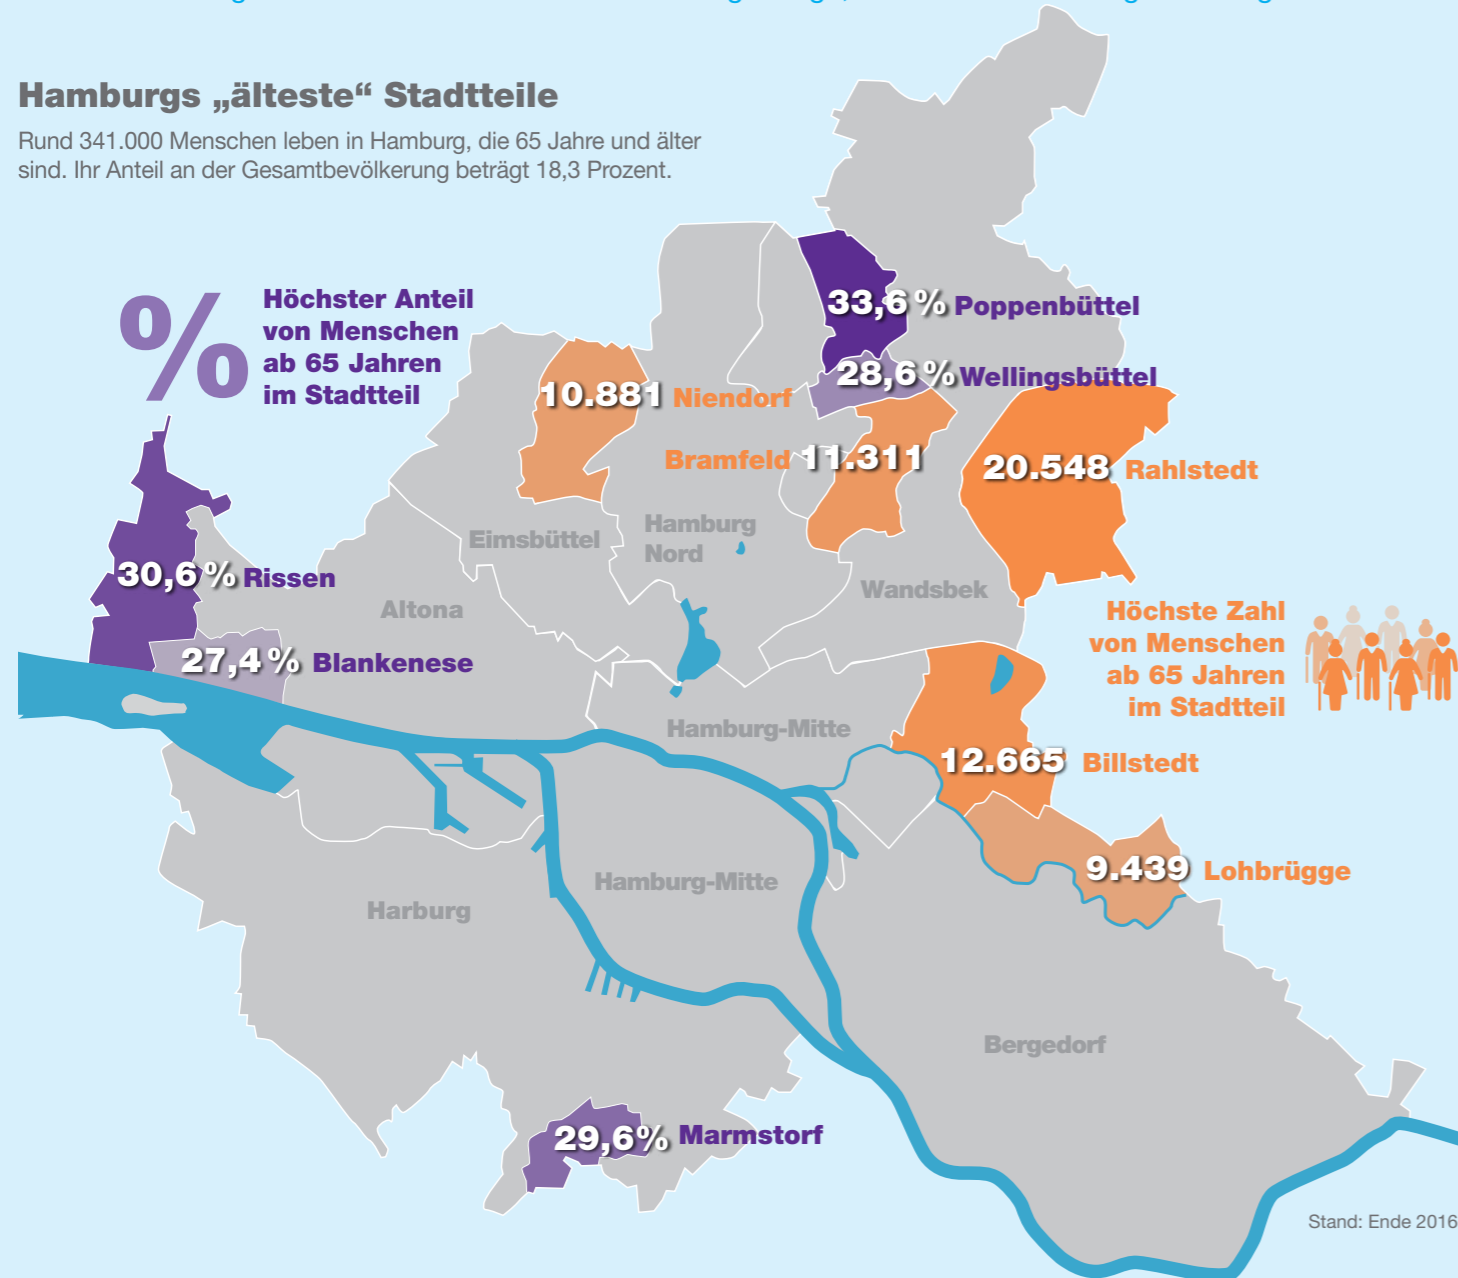 Hamburgs „älteste“ Stadtteile
Rund 341.000 Menschen leben in Hamburg, die 65 Jahre und älter
sind. Ihr Anteil an der Gesamtbevölkerung beträgt 18,3 Prozent.
%
Höchster Anteil
von Menschen
ab 65 Jahren
im Stadtteil
33,6 % Poppenbüttel
28,6 % Wellingsbüttel
10.881 Niendorf
Bramfeld 11.311
20.548 Rahlstedt
Eimsbüttel
Hamburg
Nord
Wandsbek
30,6 % Rissen
Altona
27,4 % Blankenese
Höchste Zahl
von Menschen
ab 65 Jahren
im Stadtteil
Hamburg-Mitte
12.665 Billstedt
Hamburg-Mitte
9.439 Lohbrügge
Harburg
Bergedorf
29,6% Marmstorf
Stand: Ende 2016